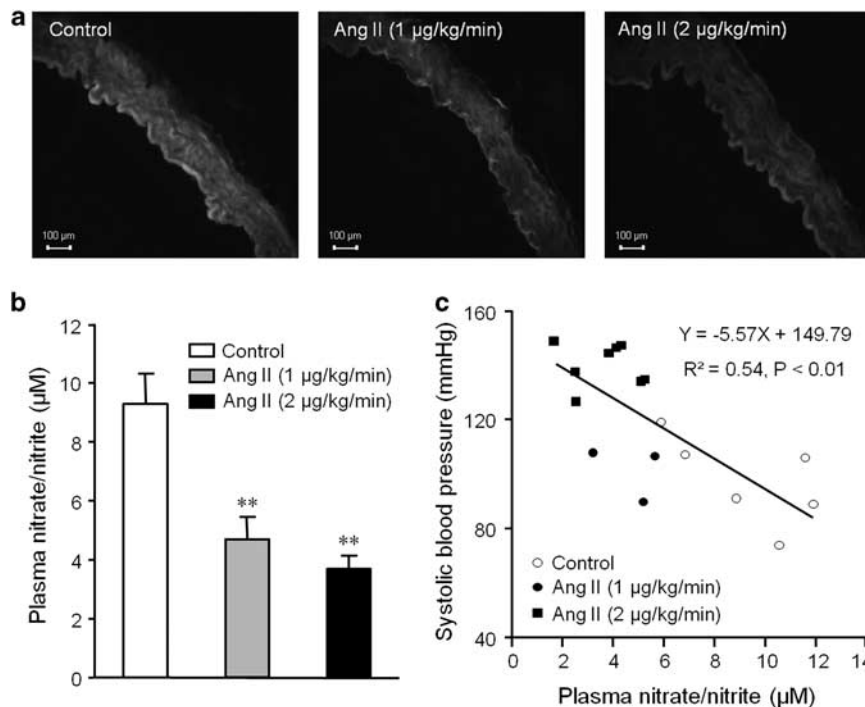 a
Control
Ang II (1 µg/kg/min)
Ang II (2 µg/kg/min)
100 µm
100 µm
100 µm
b
12
10
8
6
4
2
0
Plasma nitrate/nitrite (µM)
Control
Ang II (1 µg/kg/min)
Ang II (2 µg/kg/min)
**
**
c
160
120
80
40
Systolic blood pressure (mmHg)
Y = -5.57X + 149.79
R² = 0.54, P < 0.01
Control
Ang II (1 µg/kg/min)
Ang II (2 µg/kg/min)
0 2 4 6 8 10 12 14
Plasma nitrate/nitrite (µM)